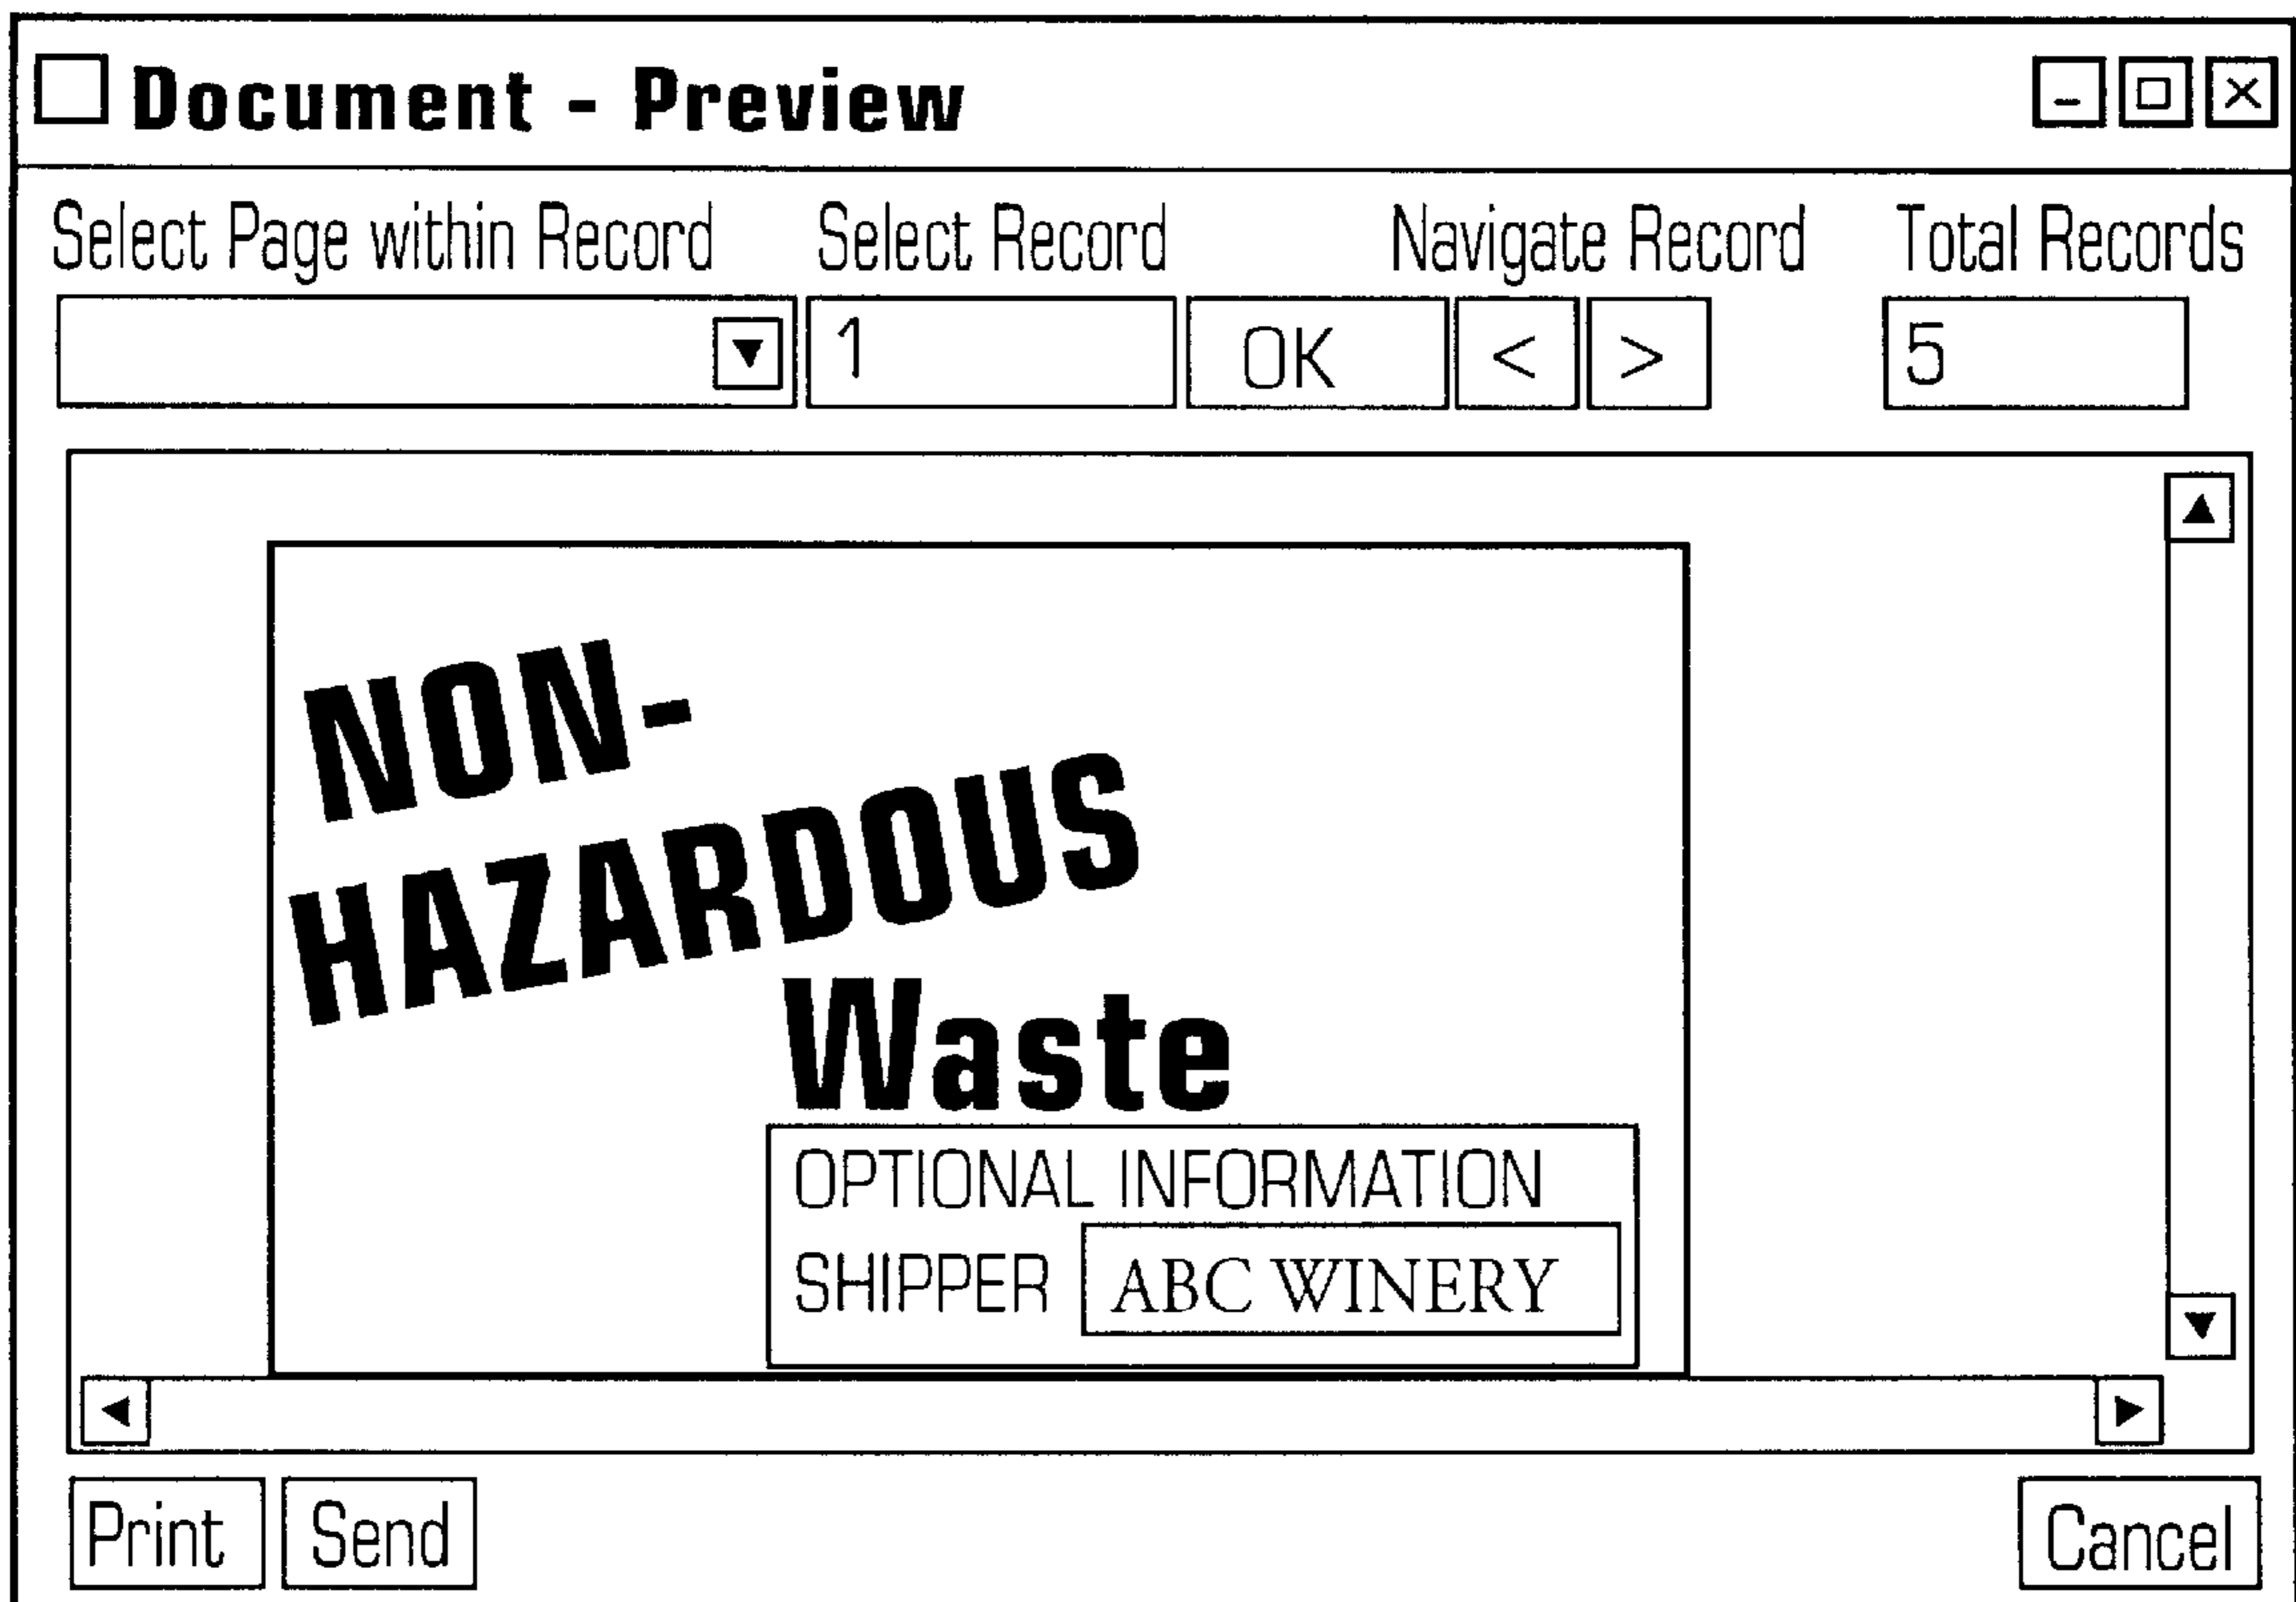 Document - Preview
Select Page within Record Select Record Navigate Record Total Records
1 OK < > 5
NON-
HAZARDOUS
Waste
OPTIONAL INFORMATION
SHIPPER ABC WINERY
Print Send Cancel